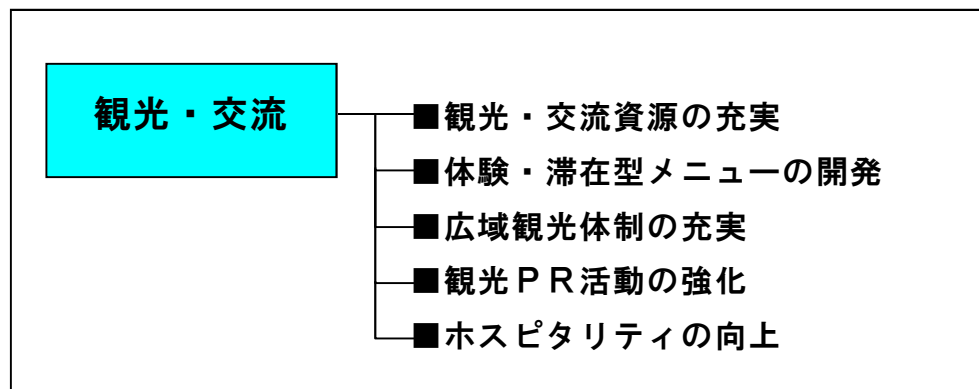 観光・交流
■観光・交流資源の充実
■体験・滞在型メニューの開発
■広域観光体制の充実
■観光ＰＲ活動の強化
■ホスピタリティの向上